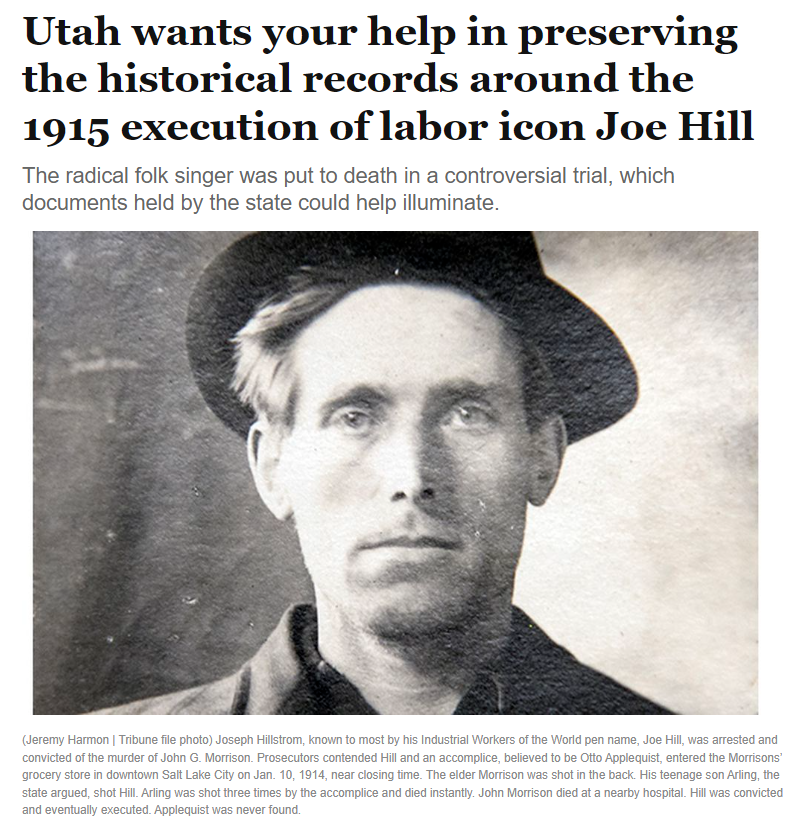 Utah wants your help in preserving
the historical records around the
1915 execution of labor icon Joe Hill
The radical folk singer was put to death in a controversial trial, which
documents held by the state could help illuminate.
(Jeremy Harmon | Tribune file photo) Joseph Hillstrom, known to most by his Industrial Workers of the World pen name, Joe Hill, was arrested and
convicted of the murder of John G. Morrison. Prosecutors contended Hill and an accomplice, believed to be Otto Applequist, entered the Morrisons'
grocery store in downtown Salt Lake City on Jan. 10, 1914, near closing time. The elder Morrison was shot in the back. His teenage son Arling, the
state argued, shot Hill. Arling was shot three times by the accomplice and died instantly. John Morrison died at a nearby hospital. Hill was convicted
and eventually executed. Applequist was never found.